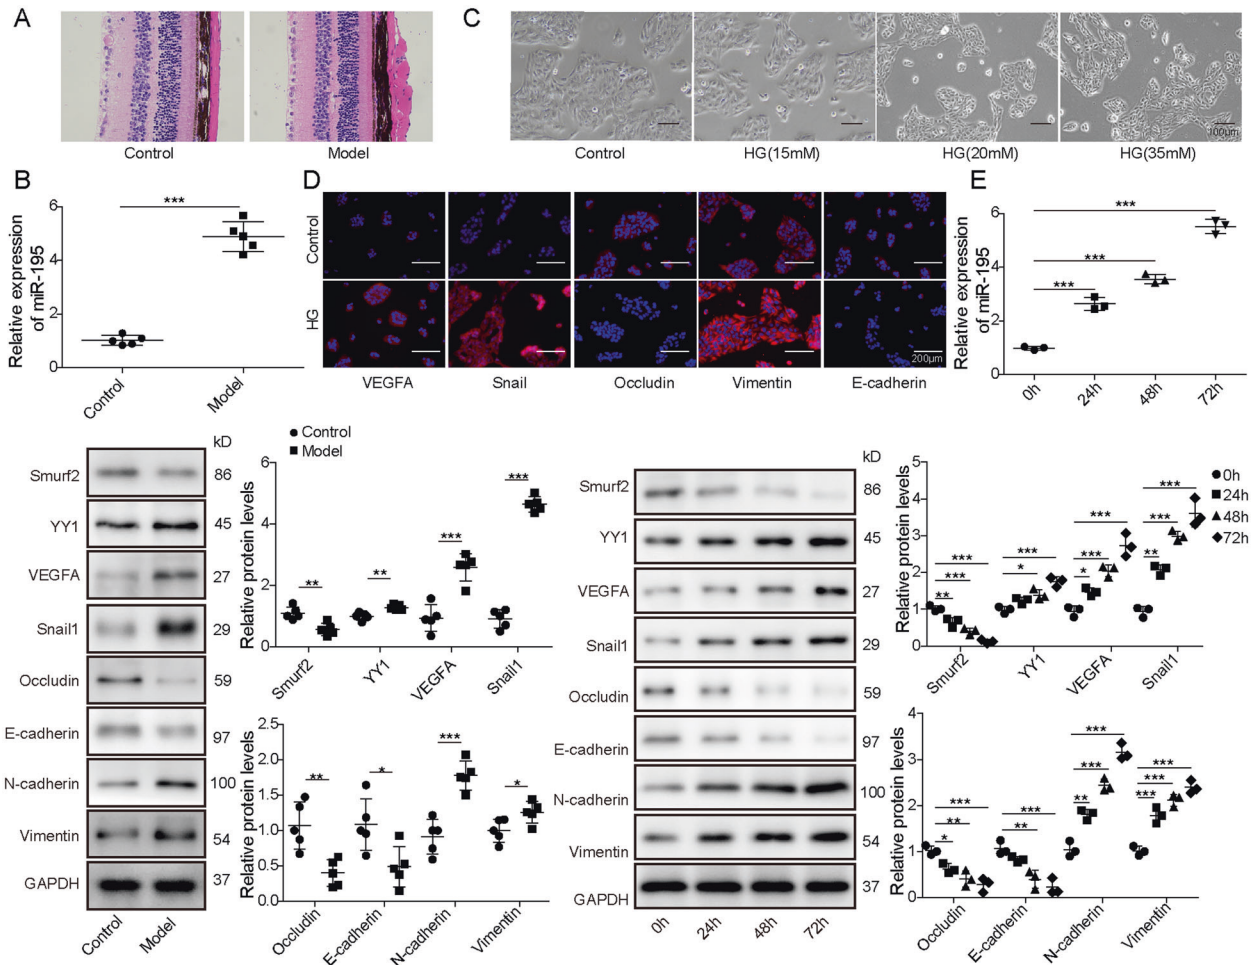 A
Control
Model
C
Control
HG(15mM)
HG(20mM)
HG(35mM)
100μm
B
Relative expression
of miR-195
6
4
2
0
***
Control
Model
D
Control
HG
VEGFA
Snail
Occludin
Vimentin
E-cadherin
200μm
E
Relative expression
of miR-195
6
4
2
0
***
***
***
0h
24h
48h
72h
kD
Smurf2
86
YY1
45
VEGFA
27
Snail1
29
Occludin
59
E-cadherin
97
N-cadherin
100
Vimentin
54
GAPDH
37
Control
Model
Control
Model
Relative protein levels
6
4
2
0
**
**
***
***
Smurf2
YY1
VEGFA
Snail1
Relative protein levels
2.5
2.0
1.5
1.0
0.5
0.0
**
*
***
*
Occludin
E-cadherin
N-cadherin
Vimentin
kD
Smurf2
86
YY1
45
VEGFA
27
Snail1
29
Occludin
59
E-cadherin
97
N-cadherin
100
Vimentin
54
GAPDH
37
0h
24h
48h
72h
0h
24h
48h
72h
Relative protein levels
5
4
3
2
1
0
***
***
**
***
*
***
***
*
***
***
**
Smurf2
YY1
VEGFA
Snail1
Relative protein levels
4
3
2
1
0
***
**
*
***
**
***
***
**
***
***
***
Occludin
E-cadherin
N-cadherin
Vimentin